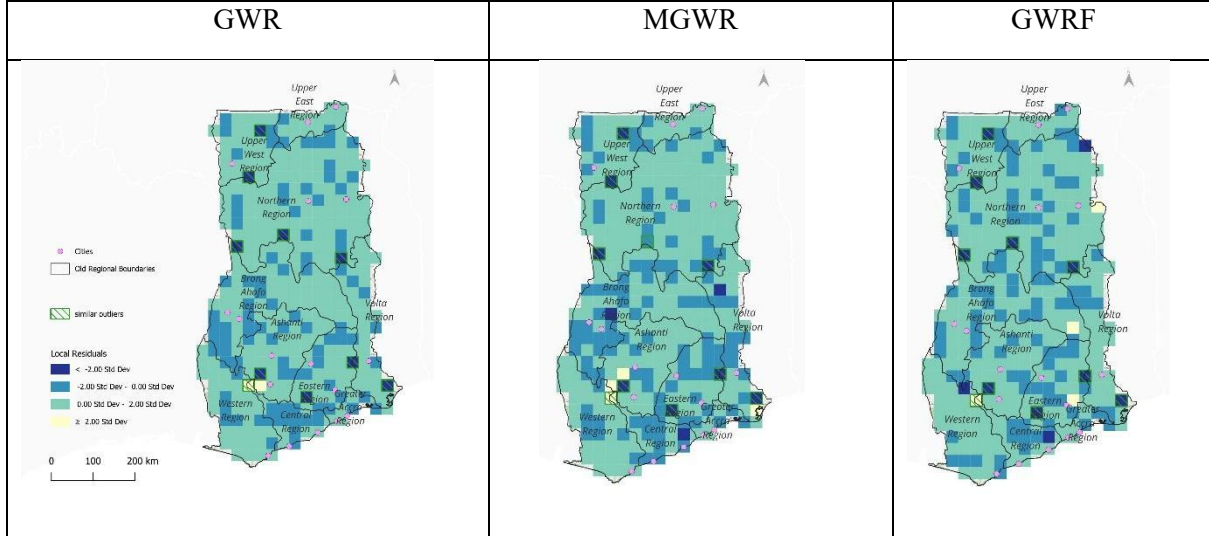 GWR
MGWR
GWRF
Upper
East
Region
Upper
West
Region
Northern
Region
Brong
Ahafo
Region
Volta
Region
Ashanti
Region
Eastern
Region
Greater
Accra
Region
Central
Region
Western
Region
Cities
Old Regional Boundaries
similar outliers
Local Residuals
< -2.00 Std Dev
-2.00 Std Dev - 0.00 Std Dev
0.00 Std Dev - 2.00 Std Dev
≥ 2.00 Std Dev
0 100 200 km
Upper
East
Region
Upper
West
Region
Northern
Region
Brong
Ahafo
Region
Volta
Region
Ashanti
Region
Eastern
Region
Greater
Accra
Region
Central
Region
Western
Region
Upper
East
Region
Upper
West
Region
Northern
Region
Brong
Ahafo
Region
Volta
Region
Ashanti
Region
Eastern
Region
Greater
Accra
Region
Central
Region
Western
Region